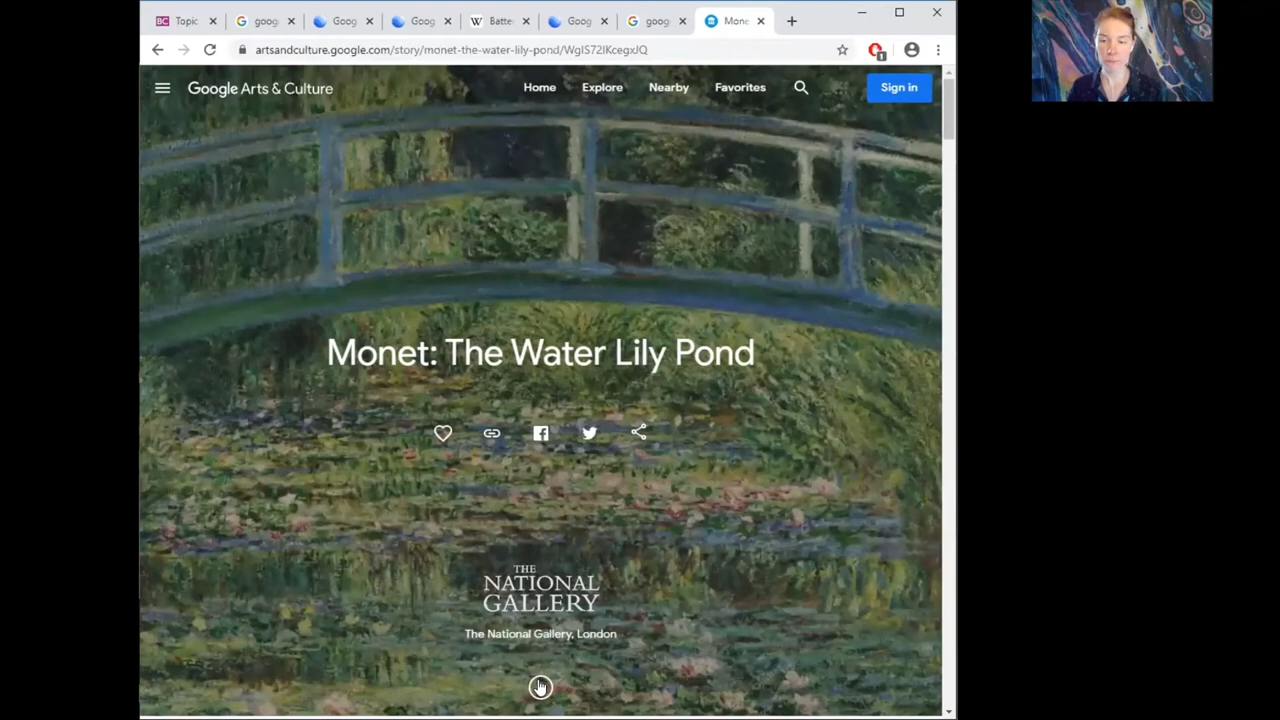 BC Topic
G goog
Goog
Goog
W Batte
Goog
G goog
Mone
artsandculture.google.com/story/monet-the-water-lily-pond/WgIS72IKcegxJQ
1
Google Arts & Culture
Home Explore Nearby Favorites
Sign in
Monet: The Water Lily Pond
THE
NATIONAL
GALLERY
The National Gallery, London